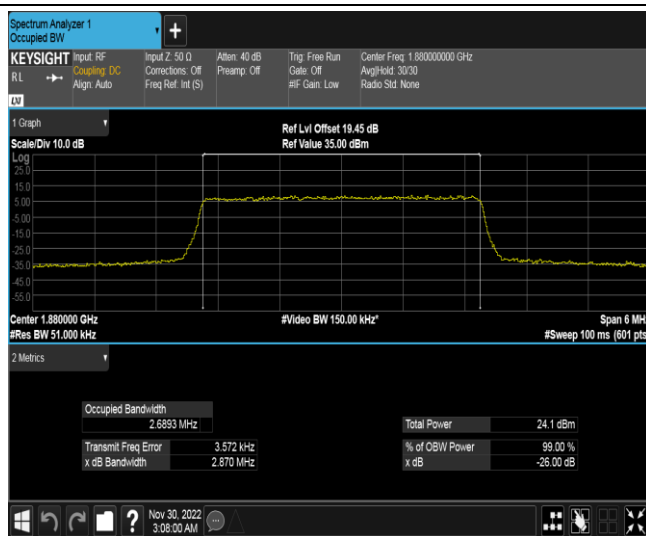 Spectrum Analyzer 1
Occupied BW
+
KEYSIGHT
RL
LXI
Input: RF
Coupling: DC
Align: Auto
Input Z: 50 Ω
Corrections: Off
Freq Ref: Int (S)
Atten: 40 dB
Preamp: Off
Trig: Free Run
Gate: Off
#IF Gain: Low
Center Freq: 1.880000000 GHz
Avg|Hold: 30/30
Radio Std: None
1 Graph
Scale/Div 10.0 dB
Ref Lvl Offset 19.45 dB
Ref Value 35.00 dBm
Log
25.0
15.0
5.00
-5.00
-15.0
-25.0
-35.0
-45.0
-55.0
Center 1.880000 GHz
#Res BW 51.000 kHz
#Video BW 150.00 kHz*
Span 6 MH
#Sweep 100 ms (601 pts
2 Metrics
Occupied Bandwidth
2.6893 MHz
Transmit Freq Error 3.572 kHz
x dB Bandwidth 2.870 MHz
Total Power 24.1 dBm
% of OBW Power 99.00 %
x dB -26.00 dB
?
Nov 30, 2022
3:08:00 AM